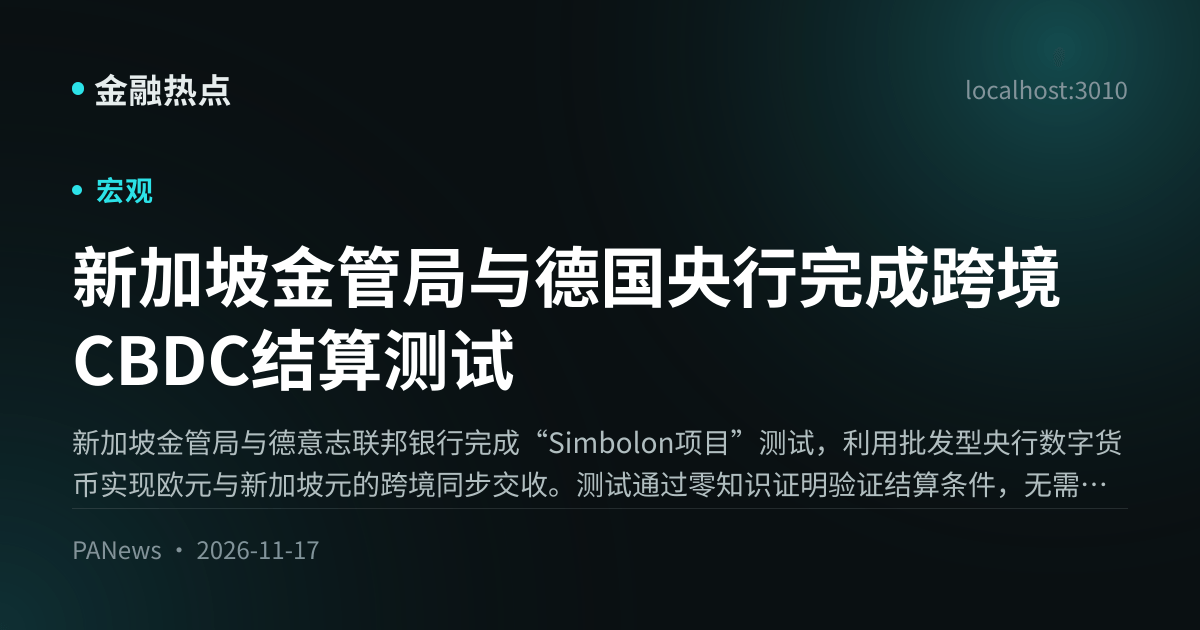 金融热点
localhost:3010
宏观
新加坡金管局与德国央行完成跨境
CBDC结算测试
新加坡金管局与德意志联邦银行完成“Simbolon项目”测试，利用批发型央行数字货
币实现欧元与新加坡元的跨境同步交收。测试通过零知识证明验证结算条件，无需…
PANews • 2026-11-17